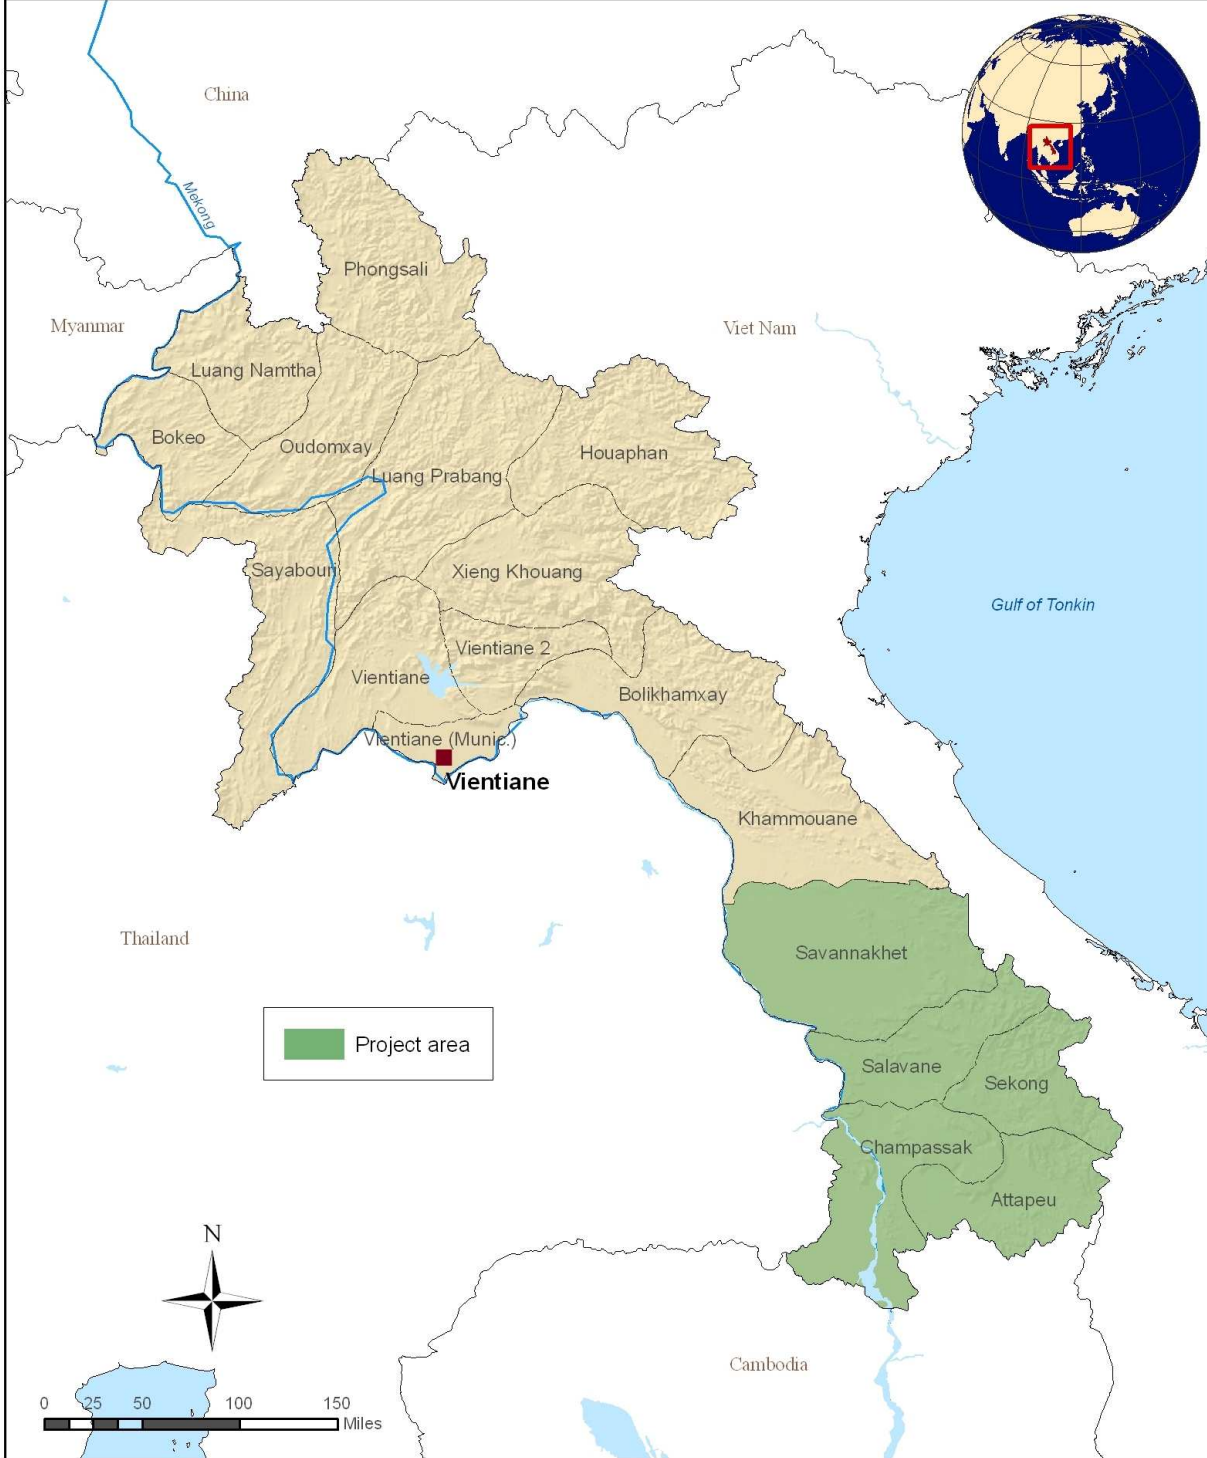 China
Mekong
Phongsali
Myanmar
Viet Nam
Luang Namtha
Bokeo
Oudomxay
Houaphan
Luang Prabang
Sayabouri
Xieng Khouang
Gulf of Tonkin
Vientiane 2
Vientiane
Bolikhamxay
Vientiane (Munic.)
Vientiane
Khammouane
Thailand
Savannakhet
Project area
Salavane
Sekong
Champassak
Attapeu
N
Cambodia
0 25 50 100 150
Miles